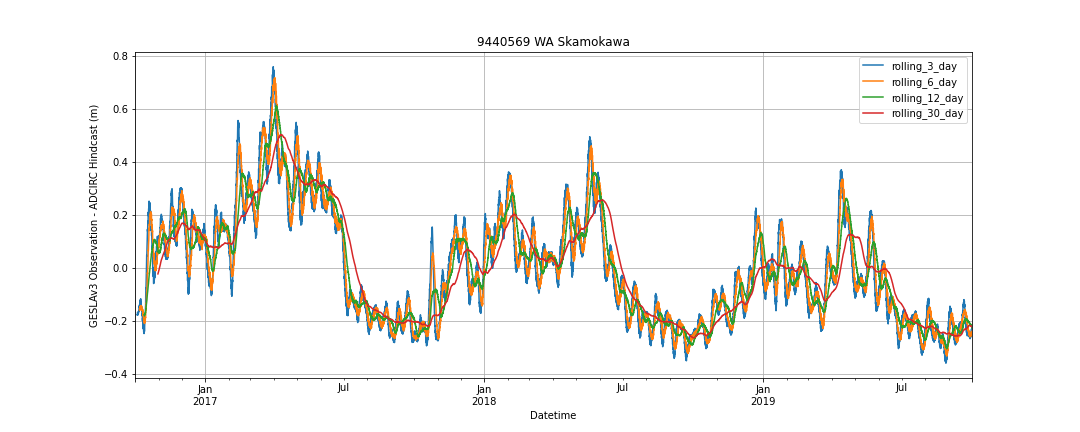 9440569 WA Skamokawa
GESLAv3 Observation - ADCIRC Hindcast (m)
0.8
0.6
0.4
0.2
0.0
−0.2
−0.4
rolling_3_day
rolling_6_day
rolling_12_day
rolling_30_day
Jan
2017
Jul
Jan
2018
Jul
Jan
2019
Jul
Datetime